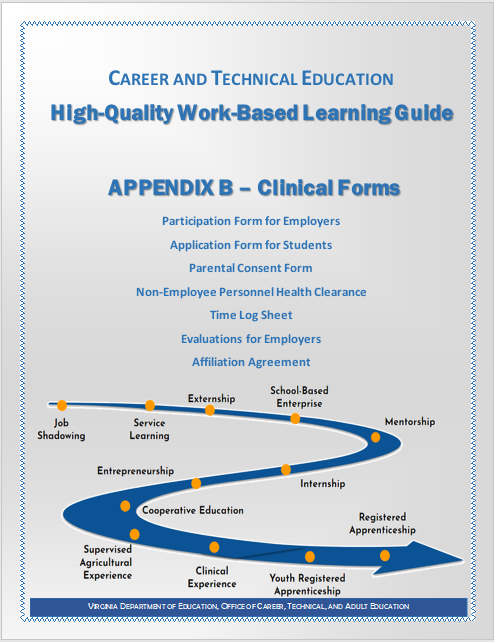 CAREER AND TECHNICAL EDUCATION
High-Quality Work-Based Learning Guide
APPENDIX B – Clinical Forms
Participation Form for Employers
Application Form for Students
Parental Consent Form
Non-Employee Personnel Health Clearance
Time Log Sheet
Evaluations for Employers
Affiliation Agreement
Job
Shadowing
Service
Learning
Externship
School-Based
Enterprise
Mentorship
Internship
Entrepreneurship
Cooperative Education
Supervised
Agricultural
Experience
Clinical
Experience
Youth Registered
Apprenticeship
Registered
Apprenticeship
VIRGINIA DEPARTMENT OF EDUCATION, OFFICE OF CAREER, TECHNICAL, AND ADULT EDUCATION